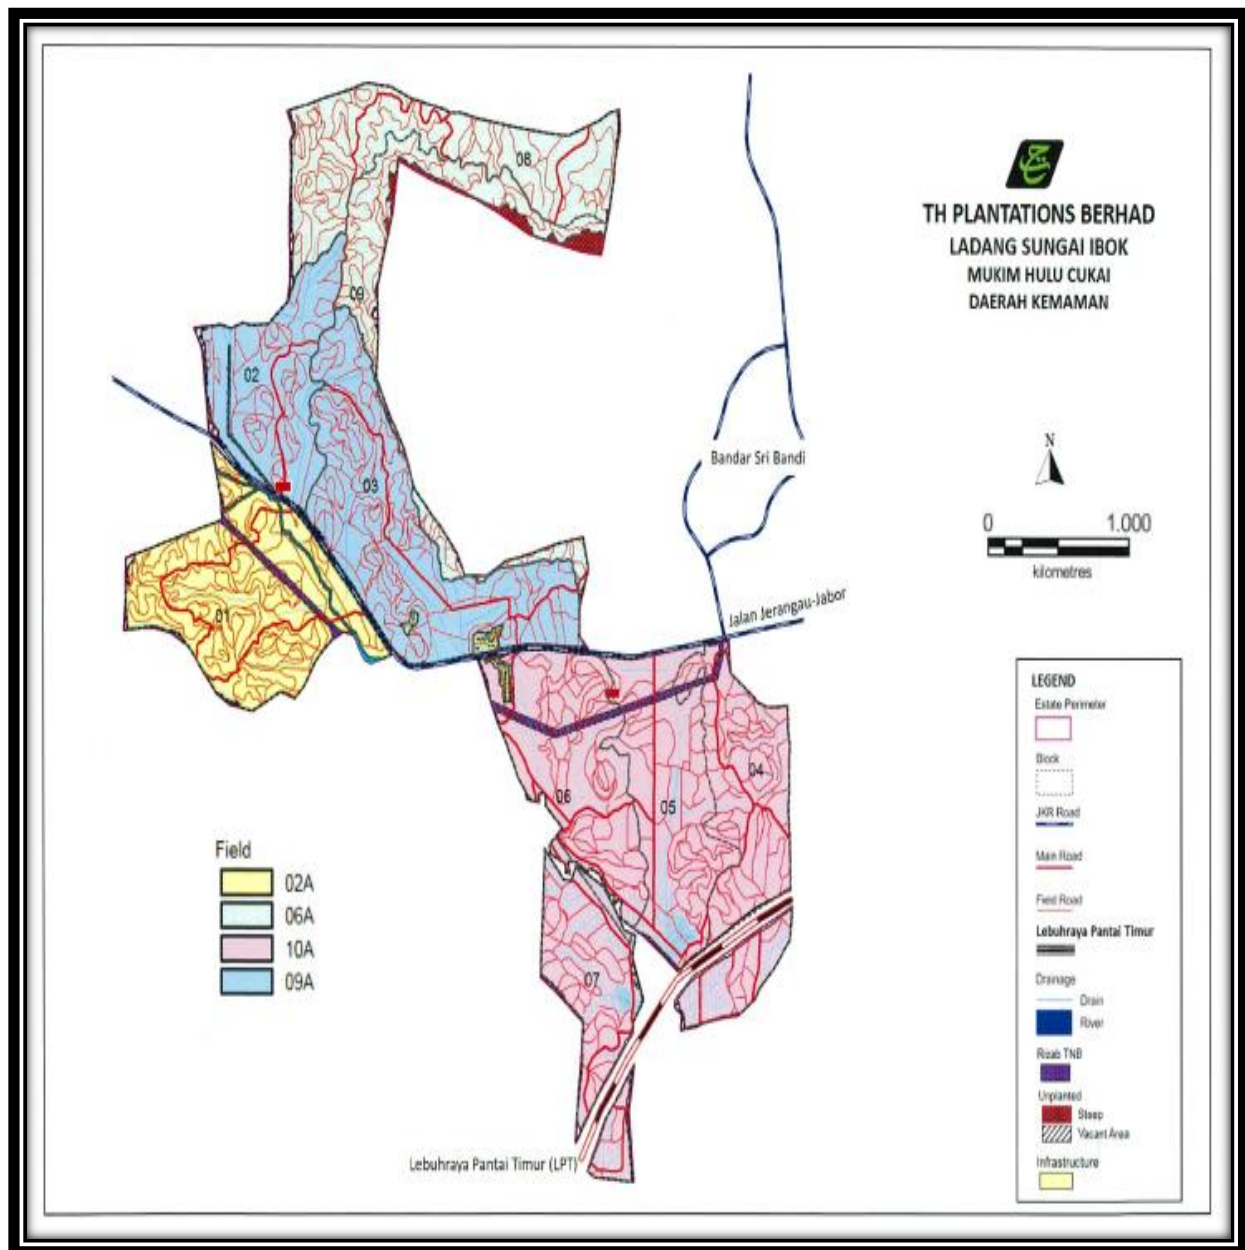 TH PLANTATIONS BERHAD
LADANG SUNGAI IBOK
MUKIM HULU CUKAI
DAERAH KEMAMAN
N
0 1.000
kilometres
08
09
02
03
01
Bandar Sri Bandi
Jalan Jerangau-Jabor
04
05
06
07
Lebuhraya Pantai Timur (LPT)
Field
02A
06A
10A
09A
LEGEND
Estate Perimeter
Block
JKR Road
Main Road
Field Road
Lebuhraya Pantai Timur
Drainage
Drain
River
Rizab TNB
Unplanted
Steep
Vacant Area
Infrastructure